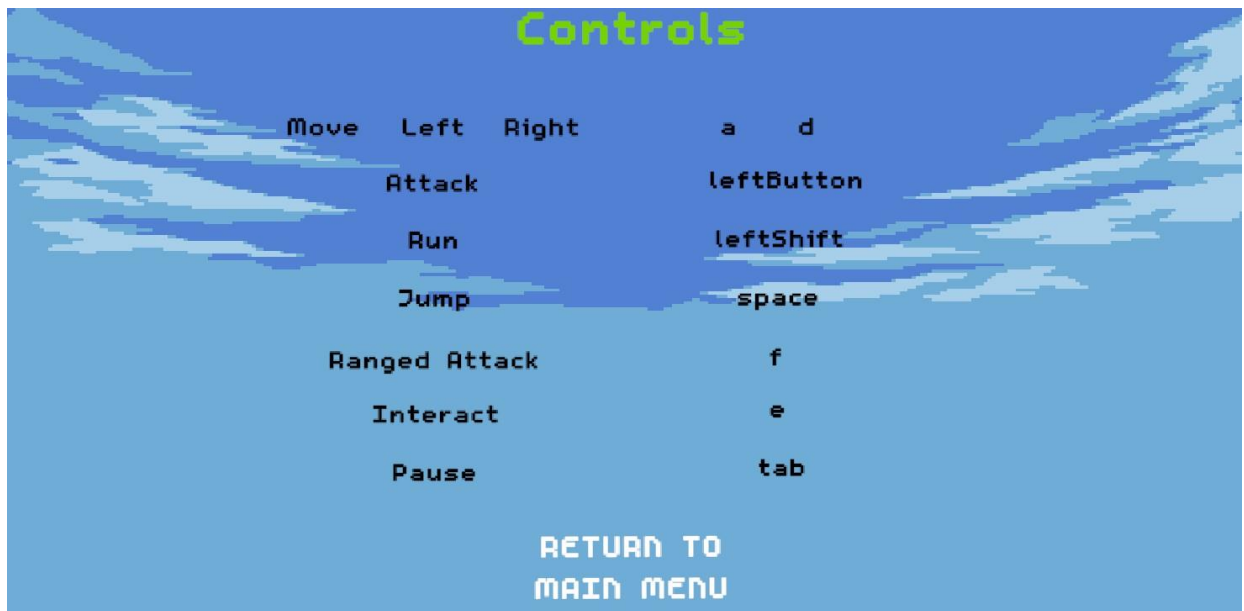 Controls
Move Left Right a d
Attack leftButton
Run leftShift
Jump space
Ranged Attack f
Interact e
Pause tab
RETURN TO
MAIN MENU